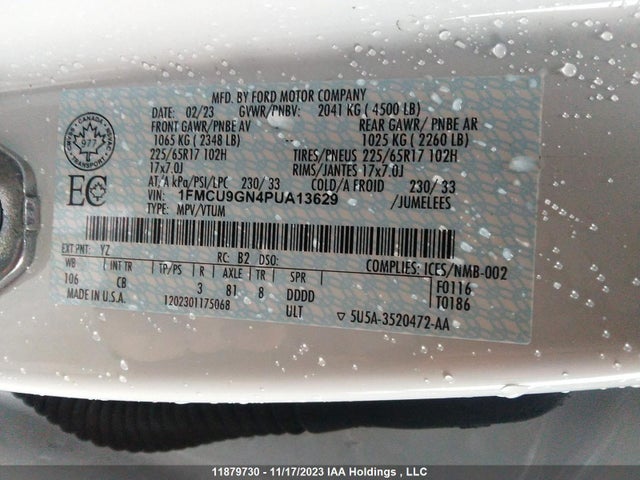 MFD. BY FORD MOTOR COMPANY
02/23 GVWR/PNBV: 2041 KG ( 4500 LB)
FRONT GAWR/PNBE AV REAR GAWR/ PNBE AR
1065 KG ( 2348 LB) 1025 KG ( 2260 LB)
225/65R17 102H TIRES/PNEUS 225/65R17 102H
17x7.0J RIMS/JANTES 17x7.0J
AT/A kPa/PSI/LPC 230/ 33 COLD/A FROID 230/ 33
VIN: 1FMCU9GN4PUA13629 /JUMELEES
TYPE: MPV/VTUM
CANADA
977
TRANSPORT
EC
EXT PNT: YZ RC: B2 DSO: COMPLIES: ICES/NMB-002
WB INT TR TP/PS R AXLE TR SPR F0116
106 CB 3 81 8 DDDD T0186
MADE IN U.S.A. 1202301175068 ULT ▽ 5U5A-3520472-AA
11879730 - 11/17/2023 IAA Holdings , LLC